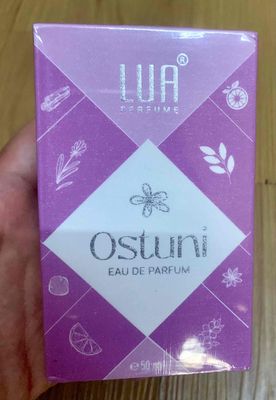 LUA®
PERFUME
Ostuni
EAU DE PARFUM
℮ 50 ml